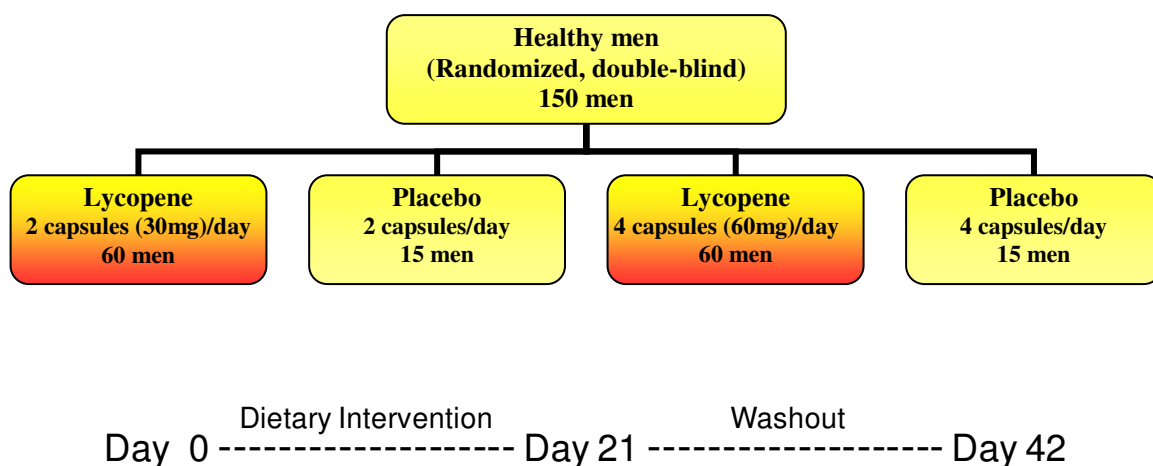 Healthy men
(Randomized, double-blind)
150 men
Lycopene
2 capsules (30mg)/day
60 men
Placebo
2 capsules/day
15 men
Lycopene
4 capsules (60mg)/day
60 men
Placebo
4 capsules/day
15 men
Dietary Intervention
Washout
Day 0 ---------------------- Day 21 --------------------- Day 42